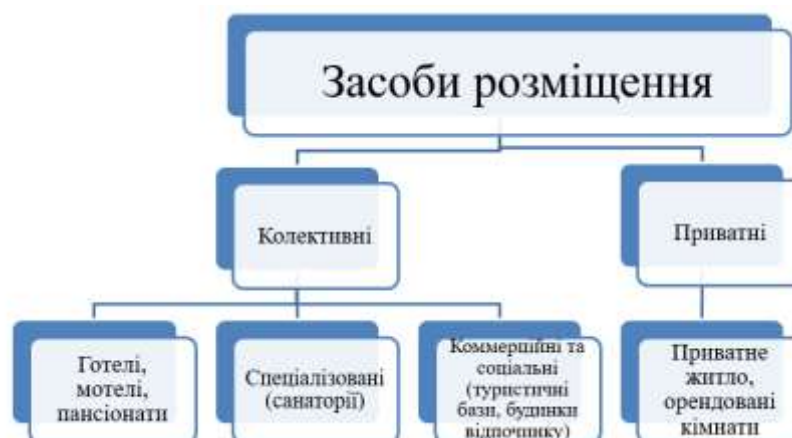 Засоби розміщення
Колективні
Приватні
Готелі,
мотелі,
пансіонати
Спеціалізовані
(санаторії)
Коммерційні та
соціальні
(туристичні
бази, будинки
відпочинку)
Приватне
житло,
орендовані
кімнати